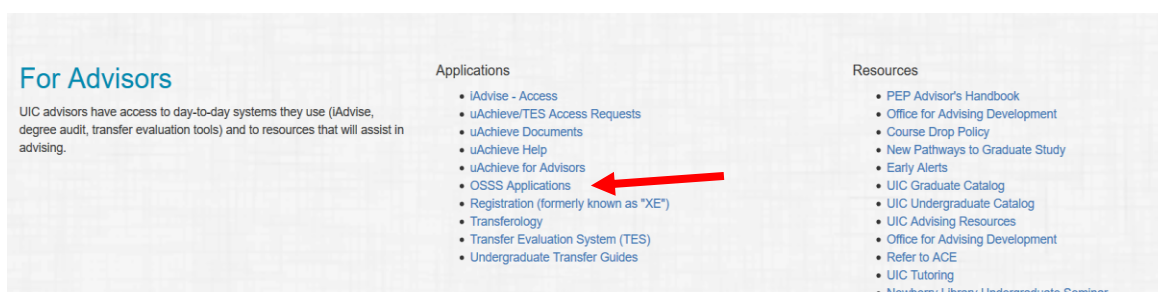 For Advisors
UIC advisors have access to day-to-day systems they use (iAdvise,
degree audit, transfer evaluation tools) and to resources that will assist in
advising.
Applications
iAdvise - Access
uAchieve/TES Access Requests
uAchieve Documents
uAchieve Help
uAchieve for Advisors
OSSS Applications
Registration (formerly known as "XE")
Transferology
Transfer Evaluation System (TES)
Undergraduate Transfer Guides
Resources
PEP Advisor's Handbook
Office for Advising Development
Course Drop Policy
New Pathways to Graduate Study
Early Alerts
UIC Graduate Catalog
UIC Undergraduate Catalog
UIC Advising Resources
Office for Advising Development
Refer to ACE
UIC Tutoring
Newberry Library Undergraduate Seminar